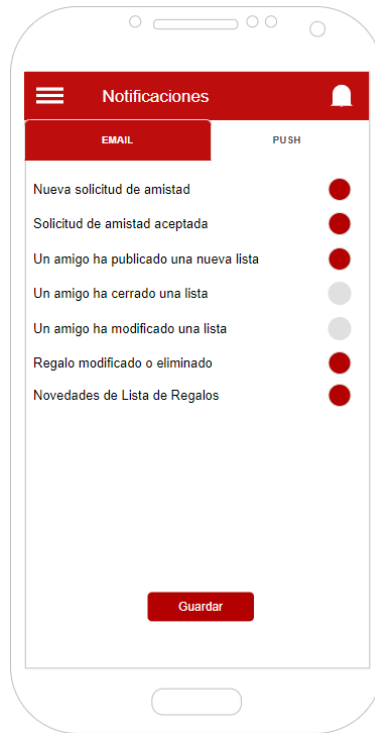 Notificaciones
EMAIL PUSH
Nueva solicitud de amistad
Solicitud de amistad aceptada
Un amigo ha publicado una nueva lista
Un amigo ha cerrado una lista
Un amigo ha modificado una lista
Regalo modificado o eliminado
Novedades de Lista de Regalos
Guardar